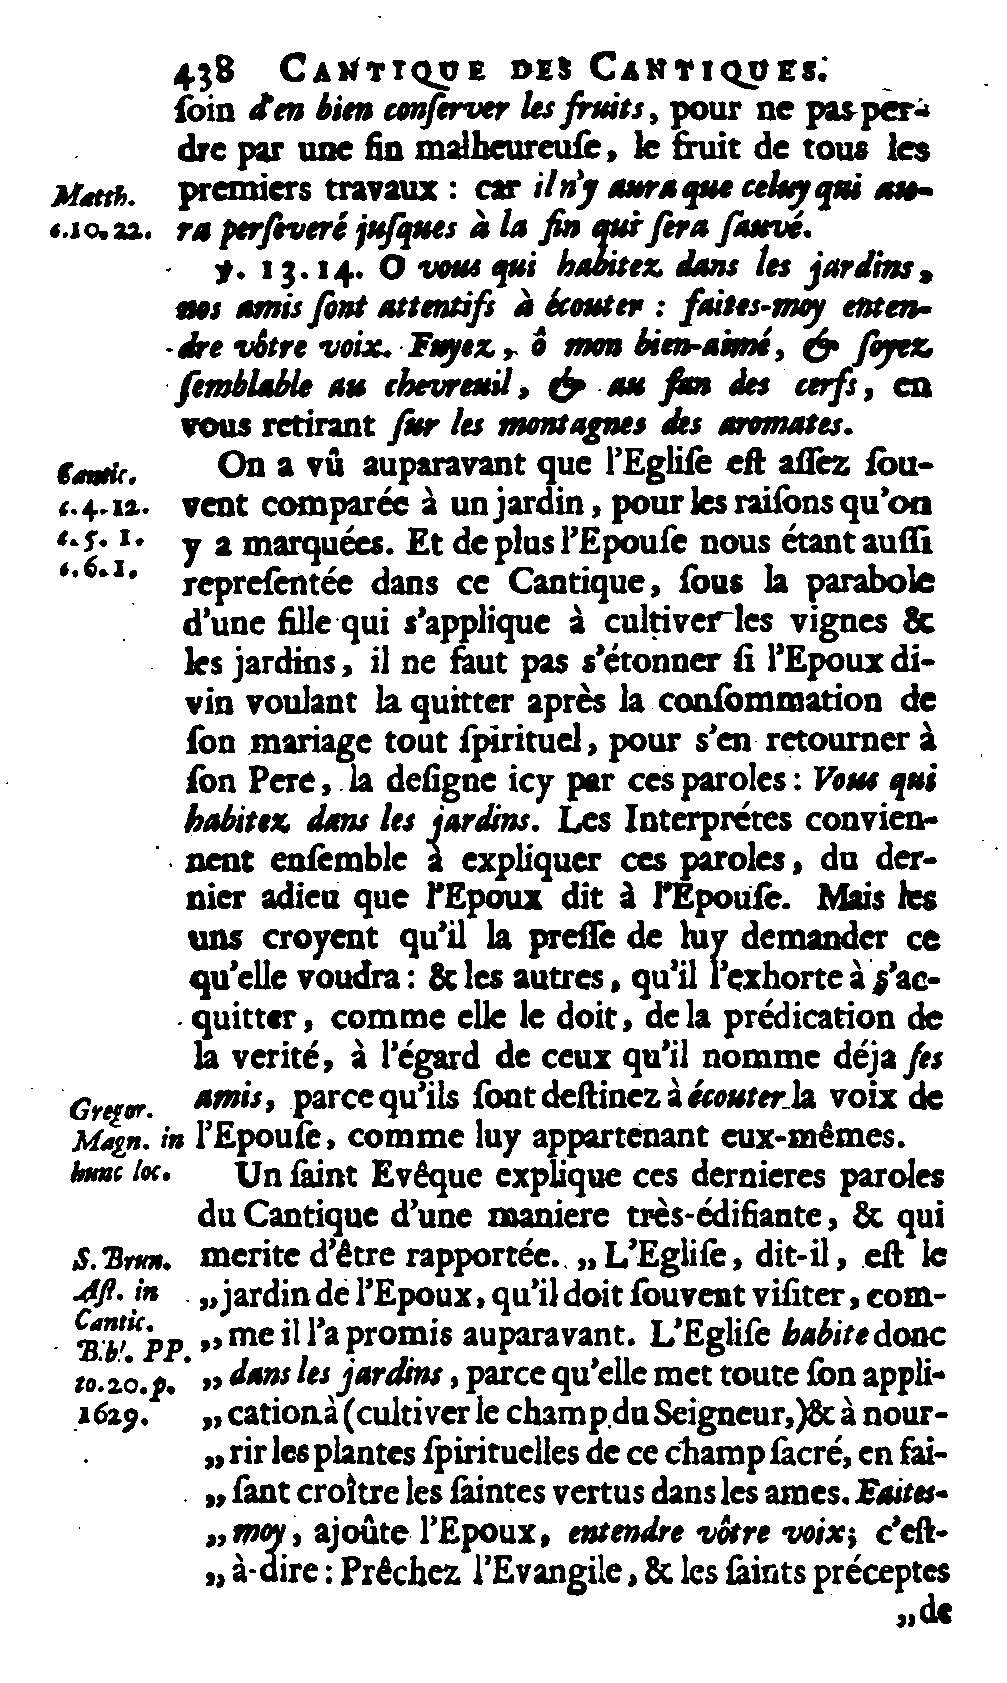 438 CANTIQUE DES CANTIQUES.
ſoin d'en bien conſerver les fruits, pour ne pas per-
dre par une fin malheureuſe, le fruit de tous les
Matth. premiers travaux : car il n'y aura que celuy qui au-
c.10.22. ra perſeveré juſques à la fin qui ſera ſauvé.
ỳ. 13.14. O vous qui habitez dans les jardins,
nos amis ſont attentifs à écouter : faites-moy enten-
dre vôtre voix. Fuyez, ô mon bien-aimé, & ſoyez
ſemblable au chevreuil, & au fan des cerfs, en
vous retirant ſur les montagnes des aromates.
Cantic. On a vû auparavant que l'Egliſe eſt aſſez ſou-
c.4.12. vent comparée à un jardin, pour les raiſons qu'on
c.5.1. y a marquées. Et de plus l'Epouſe nous étant auſſi
c.6.1. repreſentée dans ce Cantique, ſous la parabole
d'une fille qui s'applique à cultiver les vignes &
les jardins, il ne faut pas s'étonner ſi l'Epoux di-
vin voulant la quitter après la conſommation de
ſon mariage tout ſpirituel, pour s'en retourner à
ſon Pere, la deſigne icy par ces paroles : Vous qui
habitez dans les jardins. Les Interprétes convien-
nent enſemble à expliquer ces paroles, du der-
nier adieu que l'Epoux dit à l'Epouſe. Mais les
uns croyent qu'il la preſſe de luy demander ce
qu'elle voudra : & les autres, qu'il l'exhorte à s'ac-
quitter, comme elle le doit, de la prédication de
la verité, à l'égard de ceux qu'il nomme déja ſes
Gregor. amis, parce qu'ils ſont deſtinez à écouter la voix de
Magn. in l'Epouſe, comme luy appartenant eux-mêmes.
hunc loc. Un ſaint Evêque explique ces dernieres paroles
du Cantique d'une maniere très-édifiante, & qui
S. Brun. merite d'être rapportée. „ L'Egliſe, dit-il, eſt le
Aſt. in „ jardin de l'Epoux, qu'il doit ſouvent viſiter, com-
Cantic. Bib!. PP. „ me il l'a promis auparavant. L'Egliſe habite donc
to.20.p. „ dans les jardins, parce qu'elle met toute ſon appli-
1629. „ cation à (cultiver le champ du Seigneur,) & à nour-
„ rir les plantes ſpirituelles de ce champ ſacré, en fai-
„ ſant croître les ſaintes vertus dans les ames. Faites-
„ moy, ajoûte l'Epoux, entendre vôtre voix; c'eſt-
„ à-dire : Prêchez l'Evangile, & les ſaints préceptes
„ de